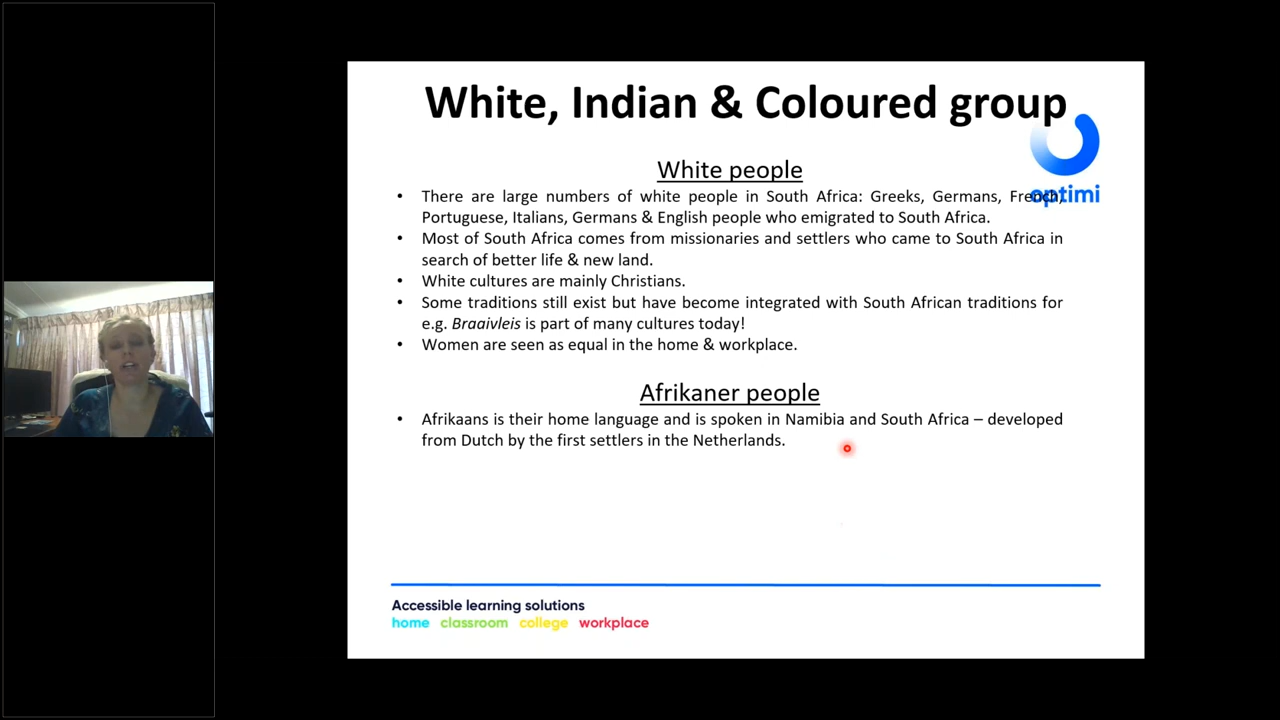 White, Indian & Coloured group
optimi
White people
• There are large numbers of white people in South Africa: Greeks, Germans, French,
Portuguese, Italians, Germans & English people who emigrated to South Africa.
• Most of South Africa comes from missionaries and settlers who came to South Africa in
search of better life & new land.
• White cultures are mainly Christians.
• Some traditions still exist but have become integrated with South African traditions for
e.g. Braaivleis is part of many cultures today!
• Women are seen as equal in the home & workplace.
Afrikaner people
• Afrikaans is their home language and is spoken in Namibia and South Africa – developed
from Dutch by the first settlers in the Netherlands.
Accessible learning solutions
home classroom college workplace